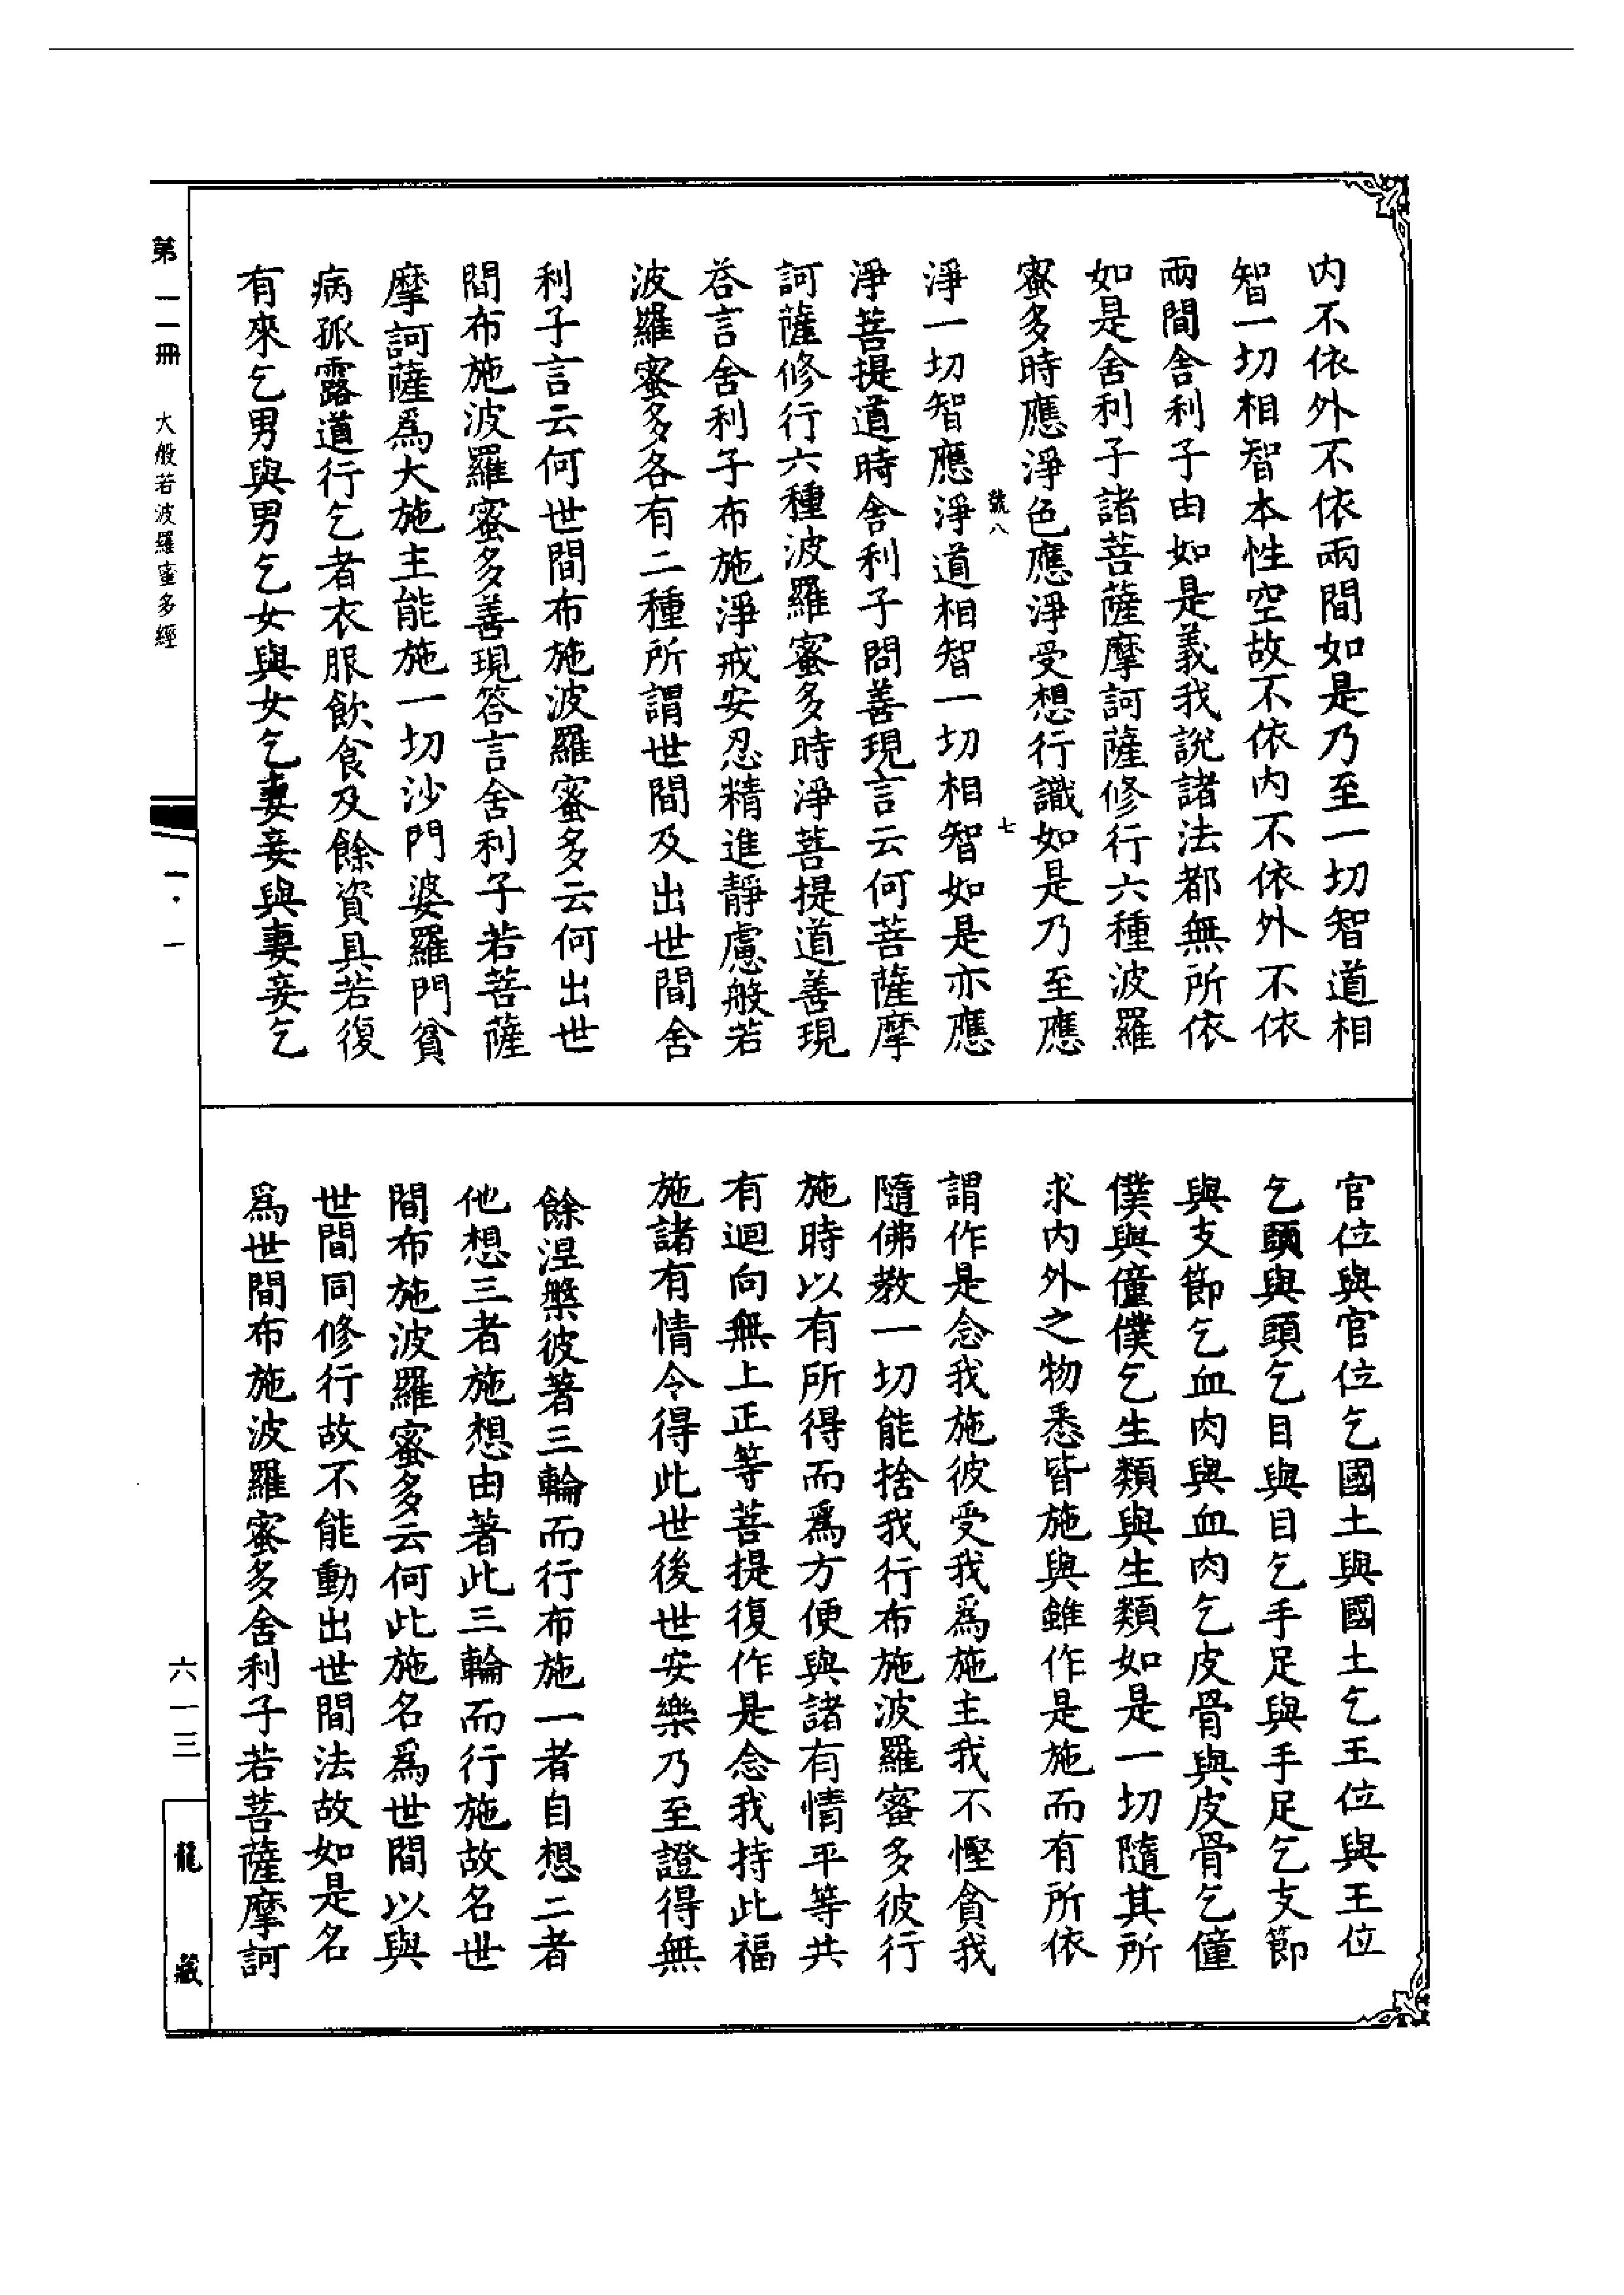 內不依外不依兩間如是乃至一切智道相
智一切相智本性空故不依內不依外不依
兩間舍利子由如是義我說諸法都無所依
如是舍利子諸菩薩摩訶薩修行六種波羅
蜜多時應淨色應淨受想行識如是乃至應
號八
七
淨一切智應淨道相智一切相智如是亦應
淨菩提道時舍利子問善現言云何菩薩摩
訶薩修行六種波羅蜜多時淨菩提道善現
荅言舍利子布施淨戒安忍精進靜慮般若
波羅蜜多各有二種所謂世間及出世間舍
利子言云何世間布施波羅蜜多云何出世
間布施波羅蜜多善現答言舍利子若菩薩
摩訶薩爲大施主能施一切沙門婆羅門貧
病孤露道行乞者衣服飲食及餘資具若復
有來乞男與男乞女與女乞妻妾與妻妾乞
官位與官位乞國土與國土乞王位與王位
乞頭與頭乞目與目乞手足與手足乞支節
與支節乞血肉與血肉乞皮骨與皮骨乞僮
僕與僮僕乞生類與生類如是一切隨其所
求內外之物悉皆施與雖作是施而有所依
謂作是念我施彼受我爲施主我不慳貪我
隨佛教一切能捨我行布施波羅蜜多彼行
施時以有所得而爲方便與諸有情平等共
有迴向無上正等菩提復作是念我持此福
施諸有情令得此世後世安樂乃至證得無
餘涅槃彼著三輪而行布施一者自想二者
他想三者施想由著此三輪而行施故名世
間布施波羅蜜多云何此施名爲世間以與
世間同修行故不能動出世間法故如是名
爲世間布施波羅蜜多舍利子若菩薩摩訶
第一一冊 大般若波羅蜜多經
一·一
六一三
龍藏